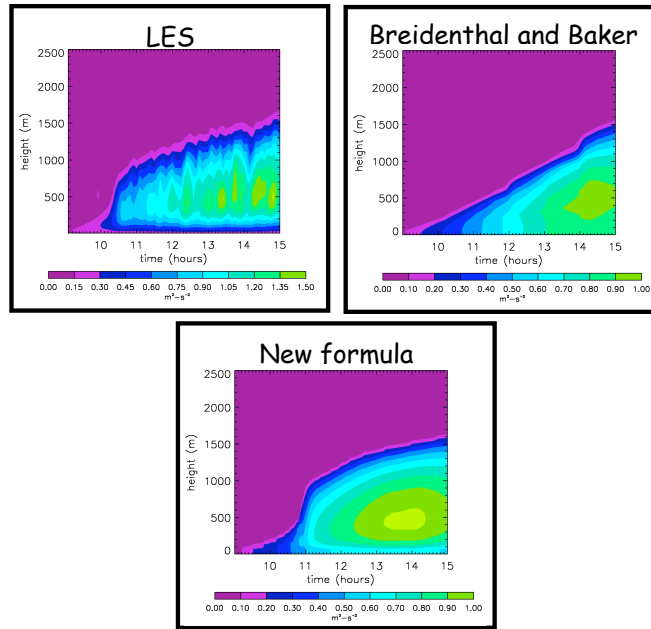 LES
2500
2000
1500
1000
500
0
height (m)
10 11 12 13 14 15
time (hours)
0.00 0.15 0.30 0.45 0.60 0.75 0.90 1.05 1.20 1.35 1.50
m²-s⁻²
Breidenthal and Baker
2500
2000
1500
1000
500
0
height (m)
10 11 12 13 14 15
time (hours)
0.00 0.10 0.20 0.30 0.40 0.50 0.60 0.70 0.80 0.90 1.00
m²-s⁻²
New formula
2500
2000
1500
1000
500
0
height (m)
10 11 12 13 14 15
time (hours)
0.00 0.10 0.20 0.30 0.40 0.50 0.60 0.70 0.80 0.90 1.00
m²-s⁻²